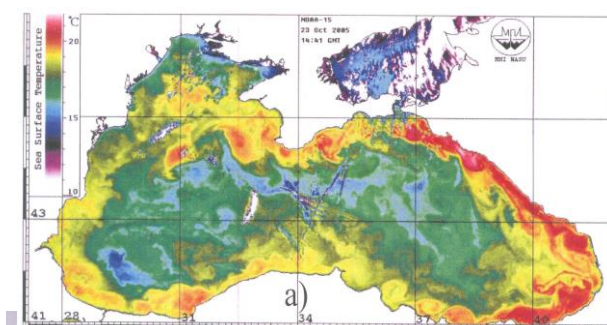 °C
20
15
10
Sea Surface Temperature
NOAA-15
23 Oct 2005
14:41 GMT
MHI NASU
43
41
28
31
34
37
40
a)